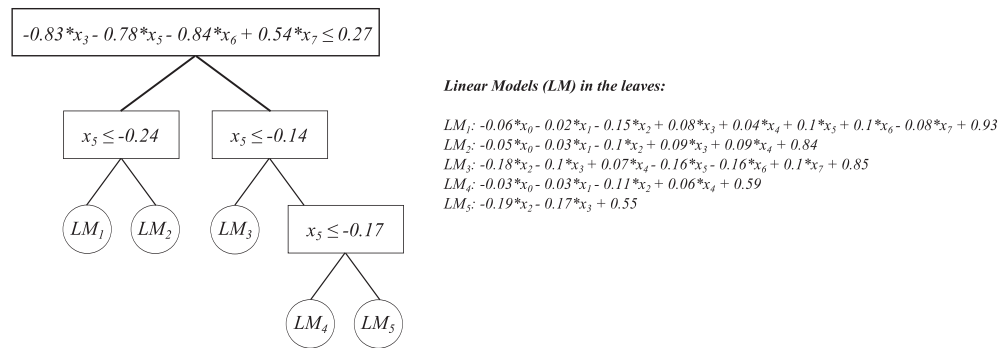 -0.83*x₃ - 0.78*x₅ - 0.84*x₆ + 0.54*x₇ ≤ 0.27
x₅ ≤ -0.24
x₅ ≤ -0.14
LM₁
LM₂
LM₃
x₅ ≤ -0.17
LM₄
LM₅
Linear Models (LM) in the leaves:
LM₁: -0.06*x₀ - 0.02*x₁ - 0.15*x₂ + 0.08*x₃ + 0.04*x₄ + 0.1*x₅ + 0.1*x₆ - 0.08*x₇ + 0.93
LM₂: -0.05*x₀ - 0.03*x₁ - 0.1*x₂ + 0.09*x₃ + 0.09*x₄ + 0.84
LM₃: -0.18*x₂ - 0.1*x₃ + 0.07*x₄ - 0.16*x₅ - 0.16*x₆ + 0.1*x₇ + 0.85
LM₄: -0.03*x₀ - 0.03*x₁ - 0.11*x₂ + 0.06*x₄ + 0.59
LM₅: -0.19*x₂ - 0.17*x₃ + 0.55